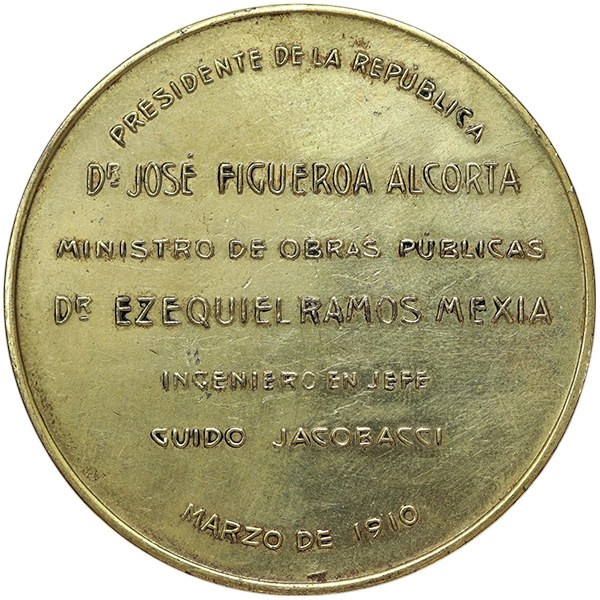 PRESIDENTE DE LA REPÚBLICA
DR JOSÉ FIGUEROA ALCORTA
MINISTRO DE OBRAS PÚBLICAS
DR EZEQUIEL RAMOS MEXIA
INGENIERO EN JEFE
GUIDO JACOBACCI
MARZO DE 1910